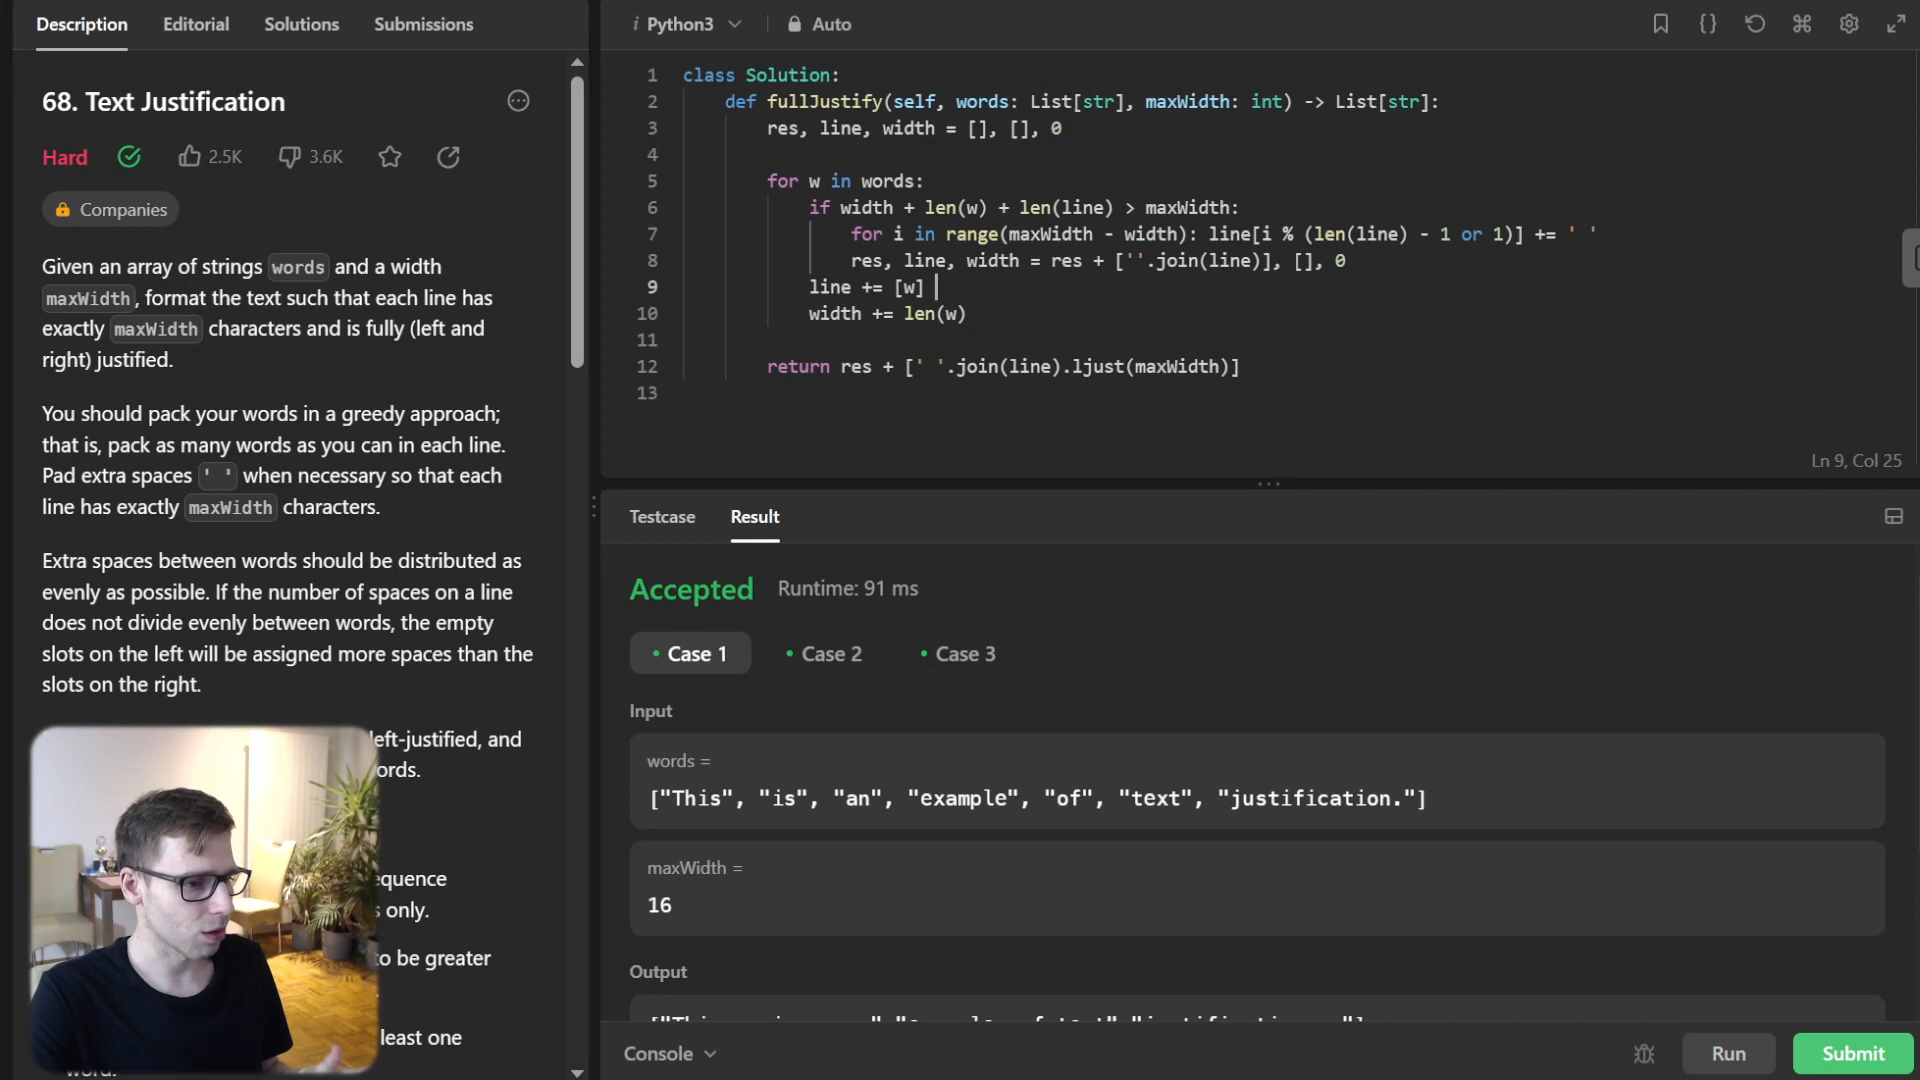 Description Editorial Solutions Submissions
68. Text Justification
Hard 2.5K 3.6K
Companies
Given an array of strings words and a width
maxWidth, format the text such that each line has
exactly maxWidth characters and is fully (left and
right) justified.
You should pack your words in a greedy approach;
that is, pack as many words as you can in each line.
Pad extra spaces ' ' when necessary so that each
line has exactly maxWidth characters.
Extra spaces between words should be distributed as
evenly as possible. If the number of spaces on a line
does not divide evenly between words, the empty
slots on the left will be assigned more spaces than the
slots on the right.
left-justified, and
ords.
equence
s only.
to be greater
least one
word.
i Python3 Auto
1 class Solution:
2 def fullJustify(self, words: List[str], maxWidth: int) -> List[str]:
3 res, line, width = [], [], 0
4
5 for w in words:
6 if width + len(w) + len(line) > maxWidth:
7 for i in range(maxWidth - width): line[i % (len(line) - 1 or 1)] += ' '
8 res, line, width = res + [''.join(line)], [], 0
9 line += [w]
10 width += len(w)
11
12 return res + [' '.join(line).ljust(maxWidth)]
13
Ln 9, Col 25
Testcase Result
Accepted Runtime: 91 ms
• Case 1 • Case 2 • Case 3
Input
words =
["This", "is", "an", "example", "of", "text", "justification."]
maxWidth =
16
Output
Console Run Submit